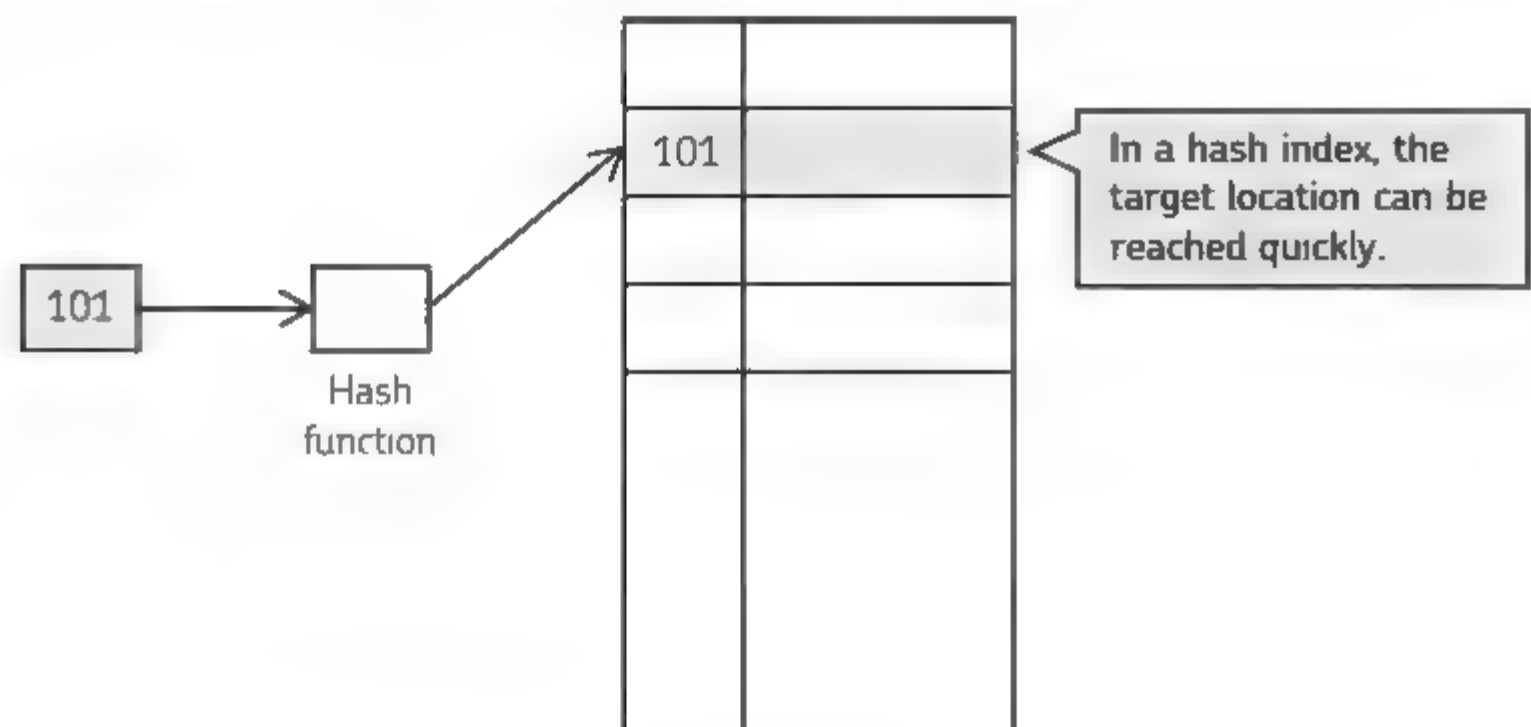 101
Hash
function
101
In a hash index, the
target location can be
reached quickly.